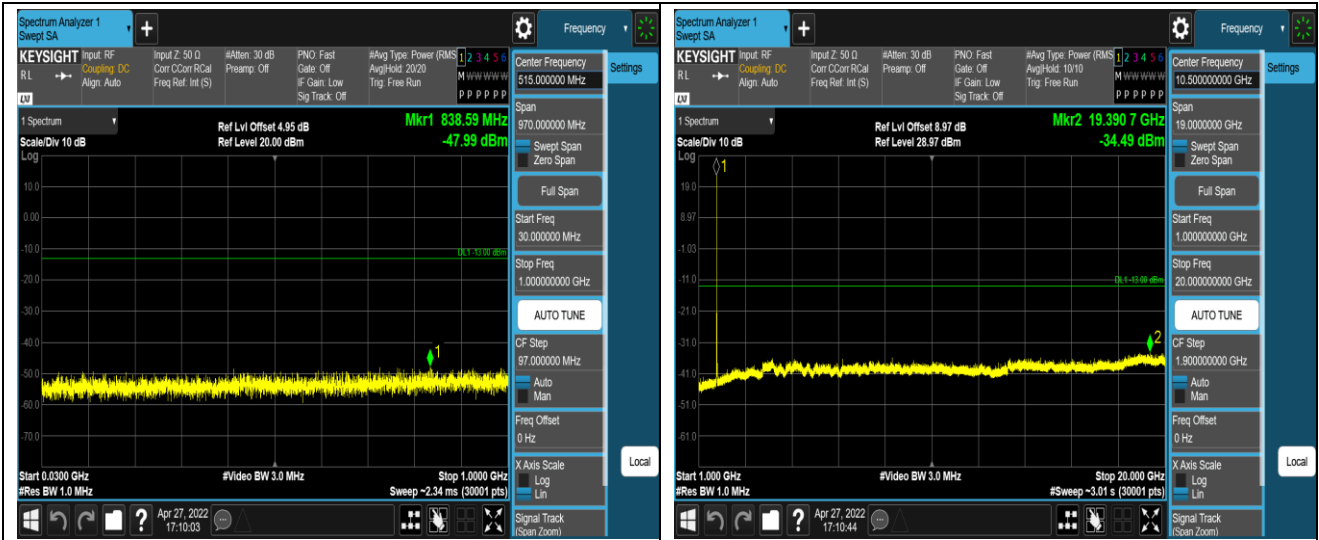 Spectrum Analyzer 1
Swept SA
Frequency
KEYSIGHT
RL
Input: RF
Coupling: DC
Align: Auto
Input Z: 50 Ω
Corr CCorr RCal
Freq Ref: Int (S)
#Atten: 30 dB
Preamp: Off
PNO: Fast
Gate: Off
IF Gain: Low
Sig Track: Off
#Avg Type: Power (RMS
Avg|Hold: 20/20
Trig: Free Run
1 2 3 4 5 6
M W W W W W
P P P P P P
1 Spectrum
Scale/Div 10 dB
Log
Ref Lvl Offset 4.95 dB
Ref Level 20.00 dBm
Mkr1 838.59 MHz
-47.99 dBm
10.0
0.00
-10.0
DL1 -13.00 dBm
-20.0
-30.0
-40.0
1
-50.0
-60.0
-70.0
Start 0.0300 GHz
#Res BW 1.0 MHz
#Video BW 3.0 MHz
Stop 1.0000 GHz
Sweep ~2.34 ms (30001 pts)
Center Frequency
515.000000 MHz
Settings
Span
970.000000 MHz
Swept Span
Zero Span
Full Span
Start Freq
30.000000 MHz
Stop Freq
1.000000000 GHz
AUTO TUNE
CF Step
97.000000 MHz
Auto
Man
Freq Offset
0 Hz
X Axis Scale
Log
Lin
Local
Signal Track
(Span Zoom)
?
Apr 27, 2022
17:10:03
Spectrum Analyzer 1
Swept SA
Frequency
KEYSIGHT
RL
Input: RF
Coupling: DC
Align: Auto
Input Z: 50 Ω
Corr CCorr RCal
Freq Ref: Int (S)
#Atten: 30 dB
Preamp: Off
PNO: Fast
Gate: Off
IF Gain: Low
Sig Track: Off
#Avg Type: Power (RMS
Avg|Hold: 10/10
Trig: Free Run
1 2 3 4 5 6
M W W W W W
P P P P P P
1 Spectrum
Scale/Div 10 dB
Log
Ref Lvl Offset 8.97 dB
Ref Level 28.97 dBm
Mkr2 19.390 7 GHz
-34.49 dBm
1
19.0
8.97
-1.03
-11.0
DL1 -13.00 dBm
-21.0
-31.0
2
-41.0
-51.0
-61.0
Start 1.000 GHz
#Res BW 1.0 MHz
#Video BW 3.0 MHz
Stop 20.000 GHz
#Sweep ~3.01 s (30001 pts)
Center Frequency
10.500000000 GHz
Settings
Span
19.0000000 GHz
Swept Span
Zero Span
Full Span
Start Freq
1.000000000 GHz
Stop Freq
20.000000000 GHz
AUTO TUNE
CF Step
1.900000000 GHz
Auto
Man
Freq Offset
0 Hz
X Axis Scale
Log
Lin
Local
Signal Track
(Span Zoom)
?
Apr 27, 2022
17:10:44